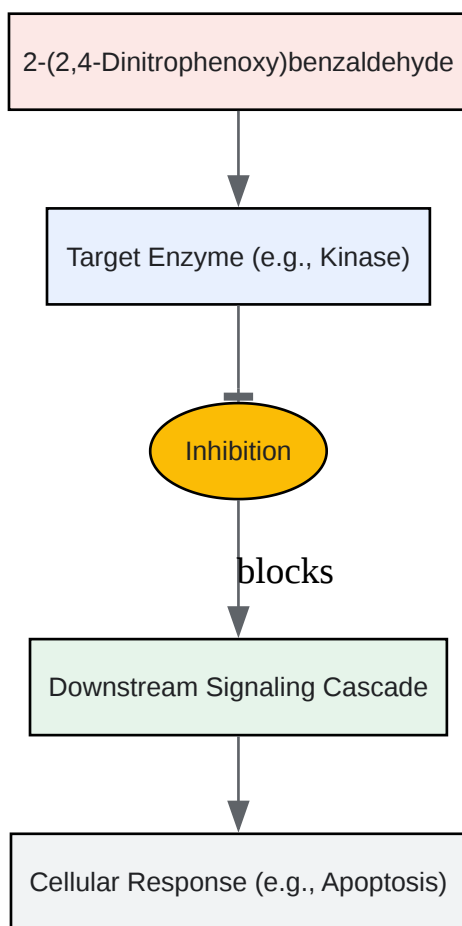 2-(2,4-Dinitrophenoxy)benzaldehyde
Target Enzyme (e.g., Kinase)
Inhibition
blocks
Downstream Signaling Cascade
Cellular Response (e.g., Apoptosis)